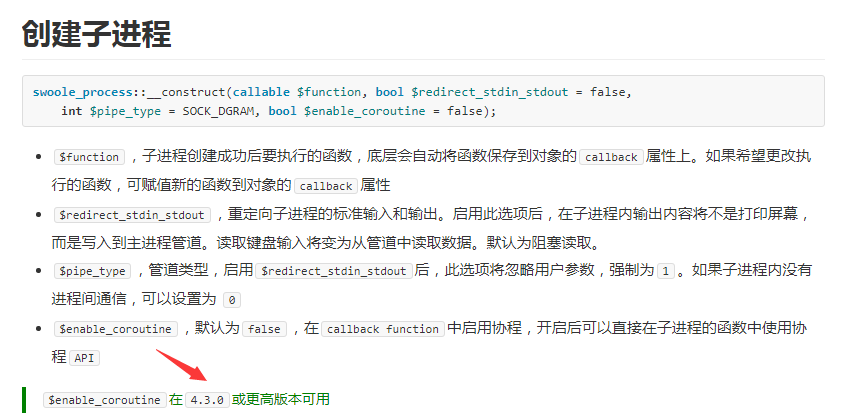 创建子进程
swoole_process::__construct(callable $function, bool $redirect_stdin_stdout = false,
int $pipe_type = SOCK_DGRAM, bool $enable_coroutine = false);
$function ，子进程创建成功后要执行的函数，底层会自动将函数保存到对象的 callback 属性上。如果希望更改执
行的函数，可赋值新的函数到对象的 callback 属性
$redirect_stdin_stdout ，重定向子进程的标准输入和输出。启用此选项后，在子进程内输出内容将不是打印屏幕，
而是写入到主进程管道。读取键盘输入将变为从管道中读取数据。默认为阻塞读取。
$pipe_type ，管道类型，启用 $redirect_stdin_stdout 后，此选项将忽略用户参数，强制为 1 。如果子进程内没有
进程间通信，可以设置为 0
$enable_coroutine ，默认为 false ，在 callback function 中启用协程，开启后可以直接在子进程的函数中使用协
程 API
$enable_coroutine 在 4.3.0 或更高版本可用